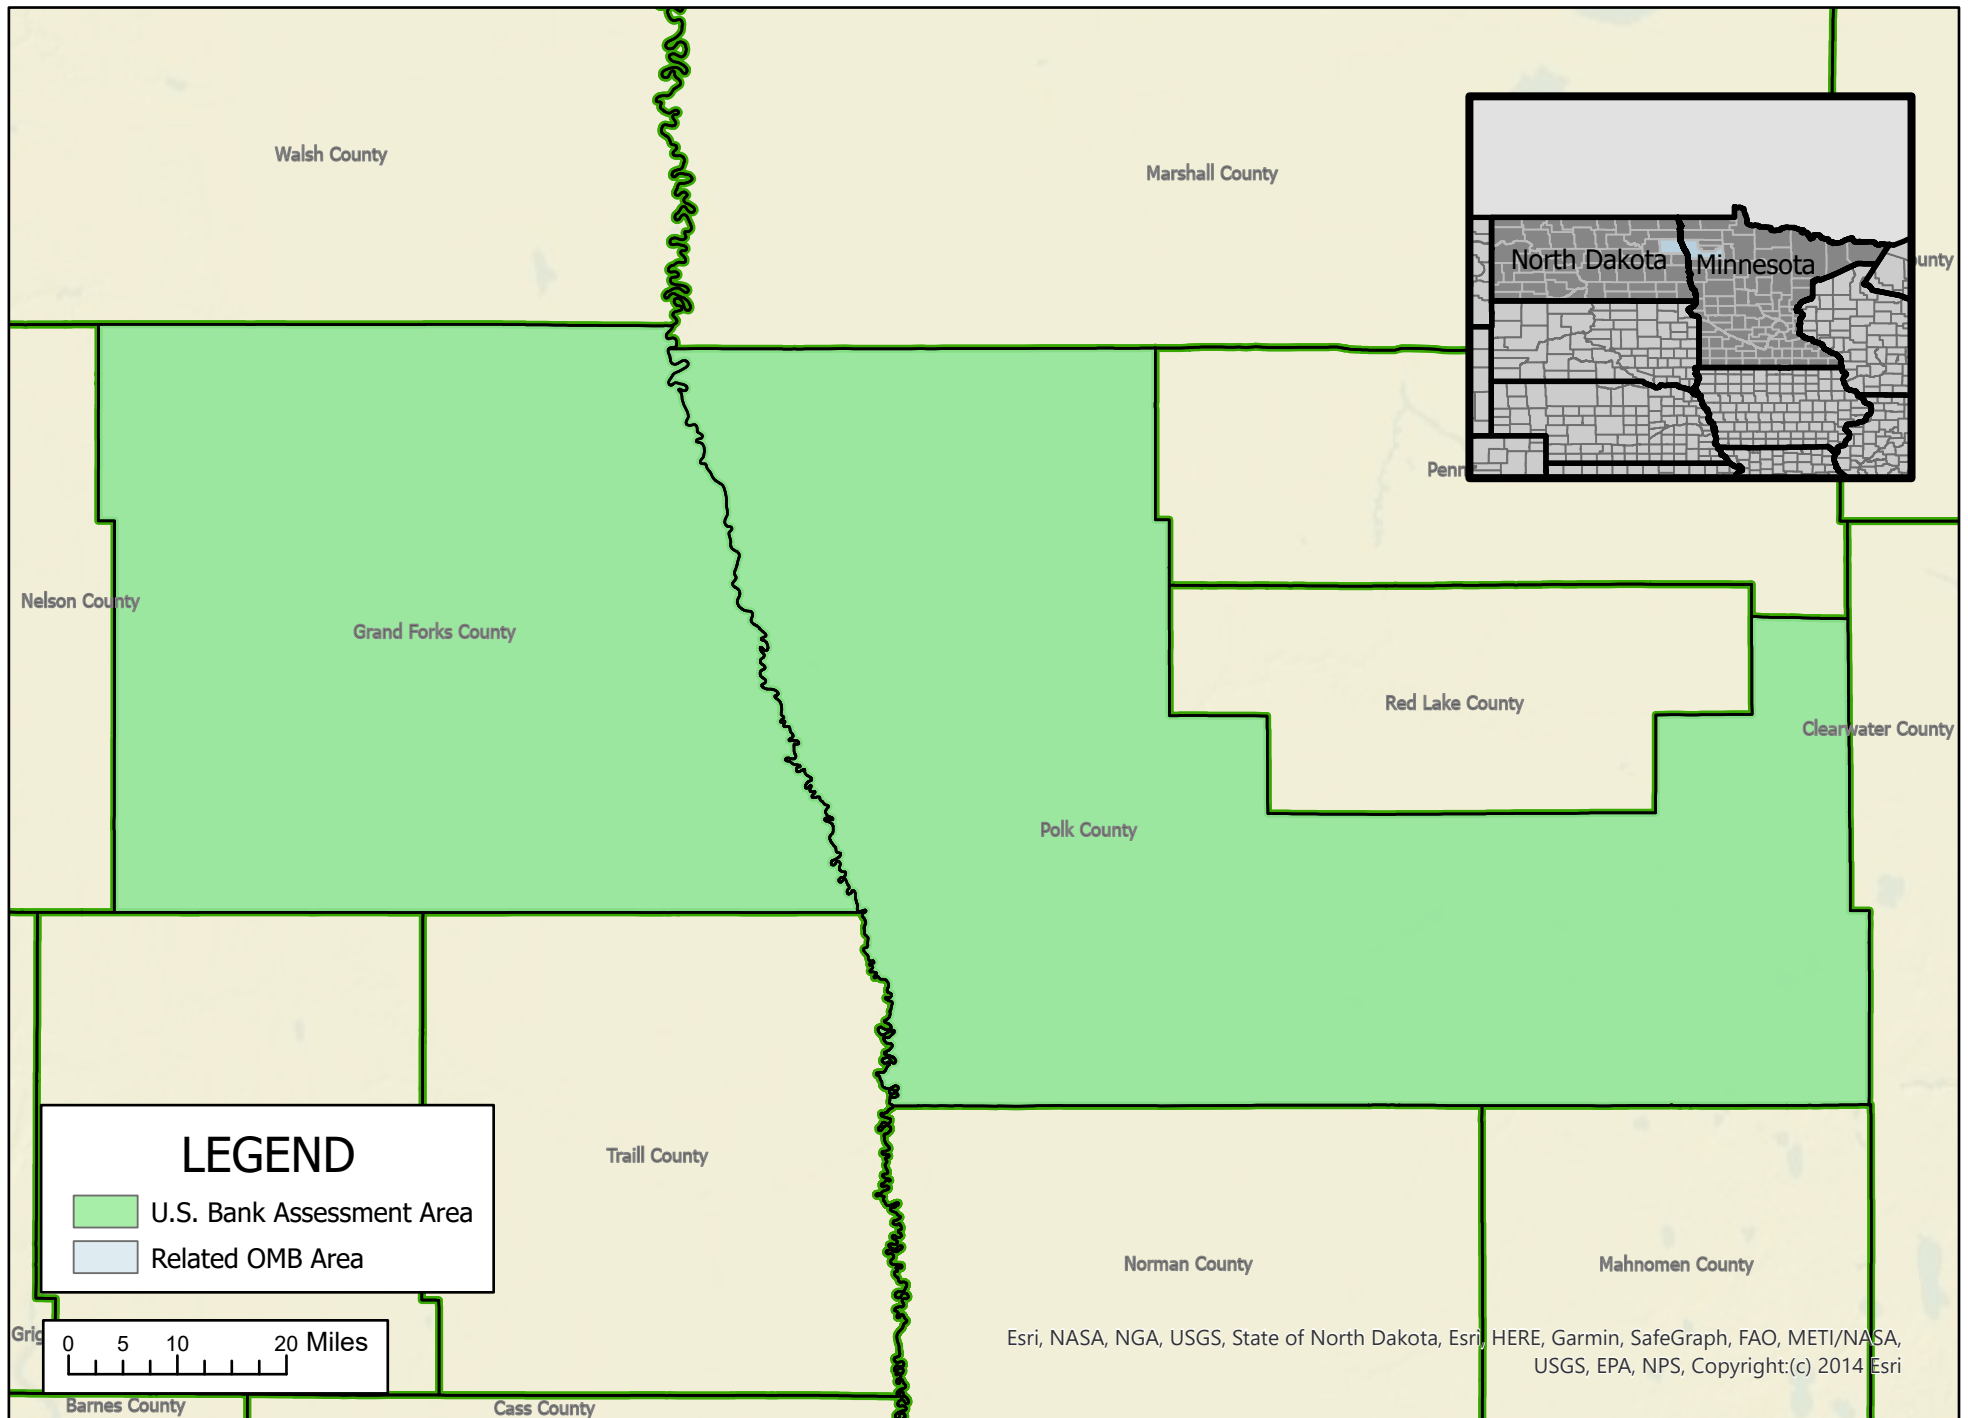 Walsh County
Marshall County
North Dakota
Minnesota
Nelson County
Grand Forks County
Red Lake County
Clearwater County
Polk County
LEGEND
U.S. Bank Assessment Area
Related OMB Area
Traill County
Norman County
Mahnomen County
0 5 10 20 Miles
Barnes County
Cass County
Esri, NASA, NGA, USGS, State of North Dakota, Esri, HERE, Garmin, SafeGraph, FAO, METI/NASA,
USGS, EPA, NPS, Copyright:(c) 2014 Esri